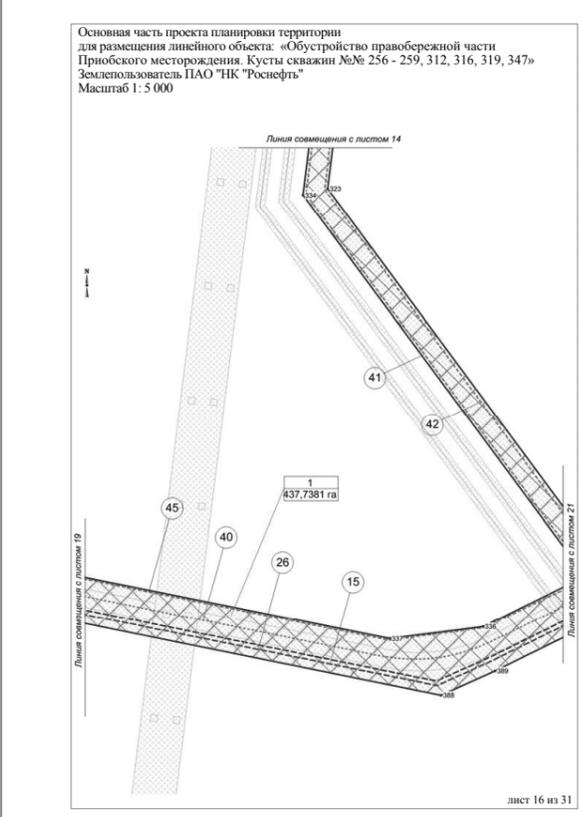 Основная часть проекта планировки территории
для размещения линейного объекта: «Обустройство правобережной части
Приобского месторождения. Кусты скважин №№ 256 - 259, 312, 316, 319, 347»
Землепользователь ПАО "НК "Роснефть"
Масштаб 1: 5 000
Линия совмещения с листом 14
323
334
41
42
1
437,7381 га
45
40
26
15
Линия совмещения с листом 19
Линия совмещения с листом 21
337
336
389
388
лист 16 из 31